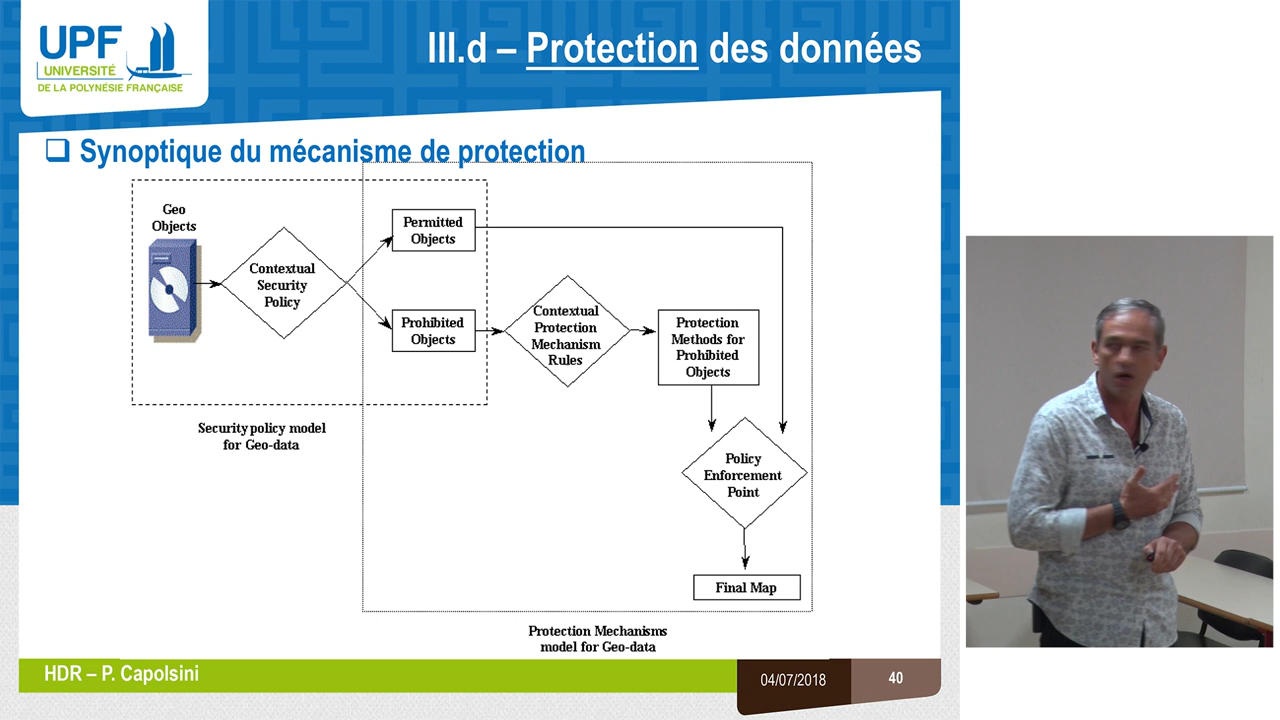 UPF
UNIVERSITÉ
DE LA POLYNÉSIE FRANÇAISE
III.d – Protection des données
Synoptique du mécanisme de protection
Geo
Objects
Contextual
Security
Policy
Permitted
Objects
Prohibited
Objects
Contextual
Protection
Mechanism
Rules
Protection
Methods for
Prohibited
Objects
Security policy model
for Geo-data
Policy
Enforcement
Point
Final Map
Protection Mechanisms
model for Geo-data
HDR – P. Capolsini
04/07/2018
40